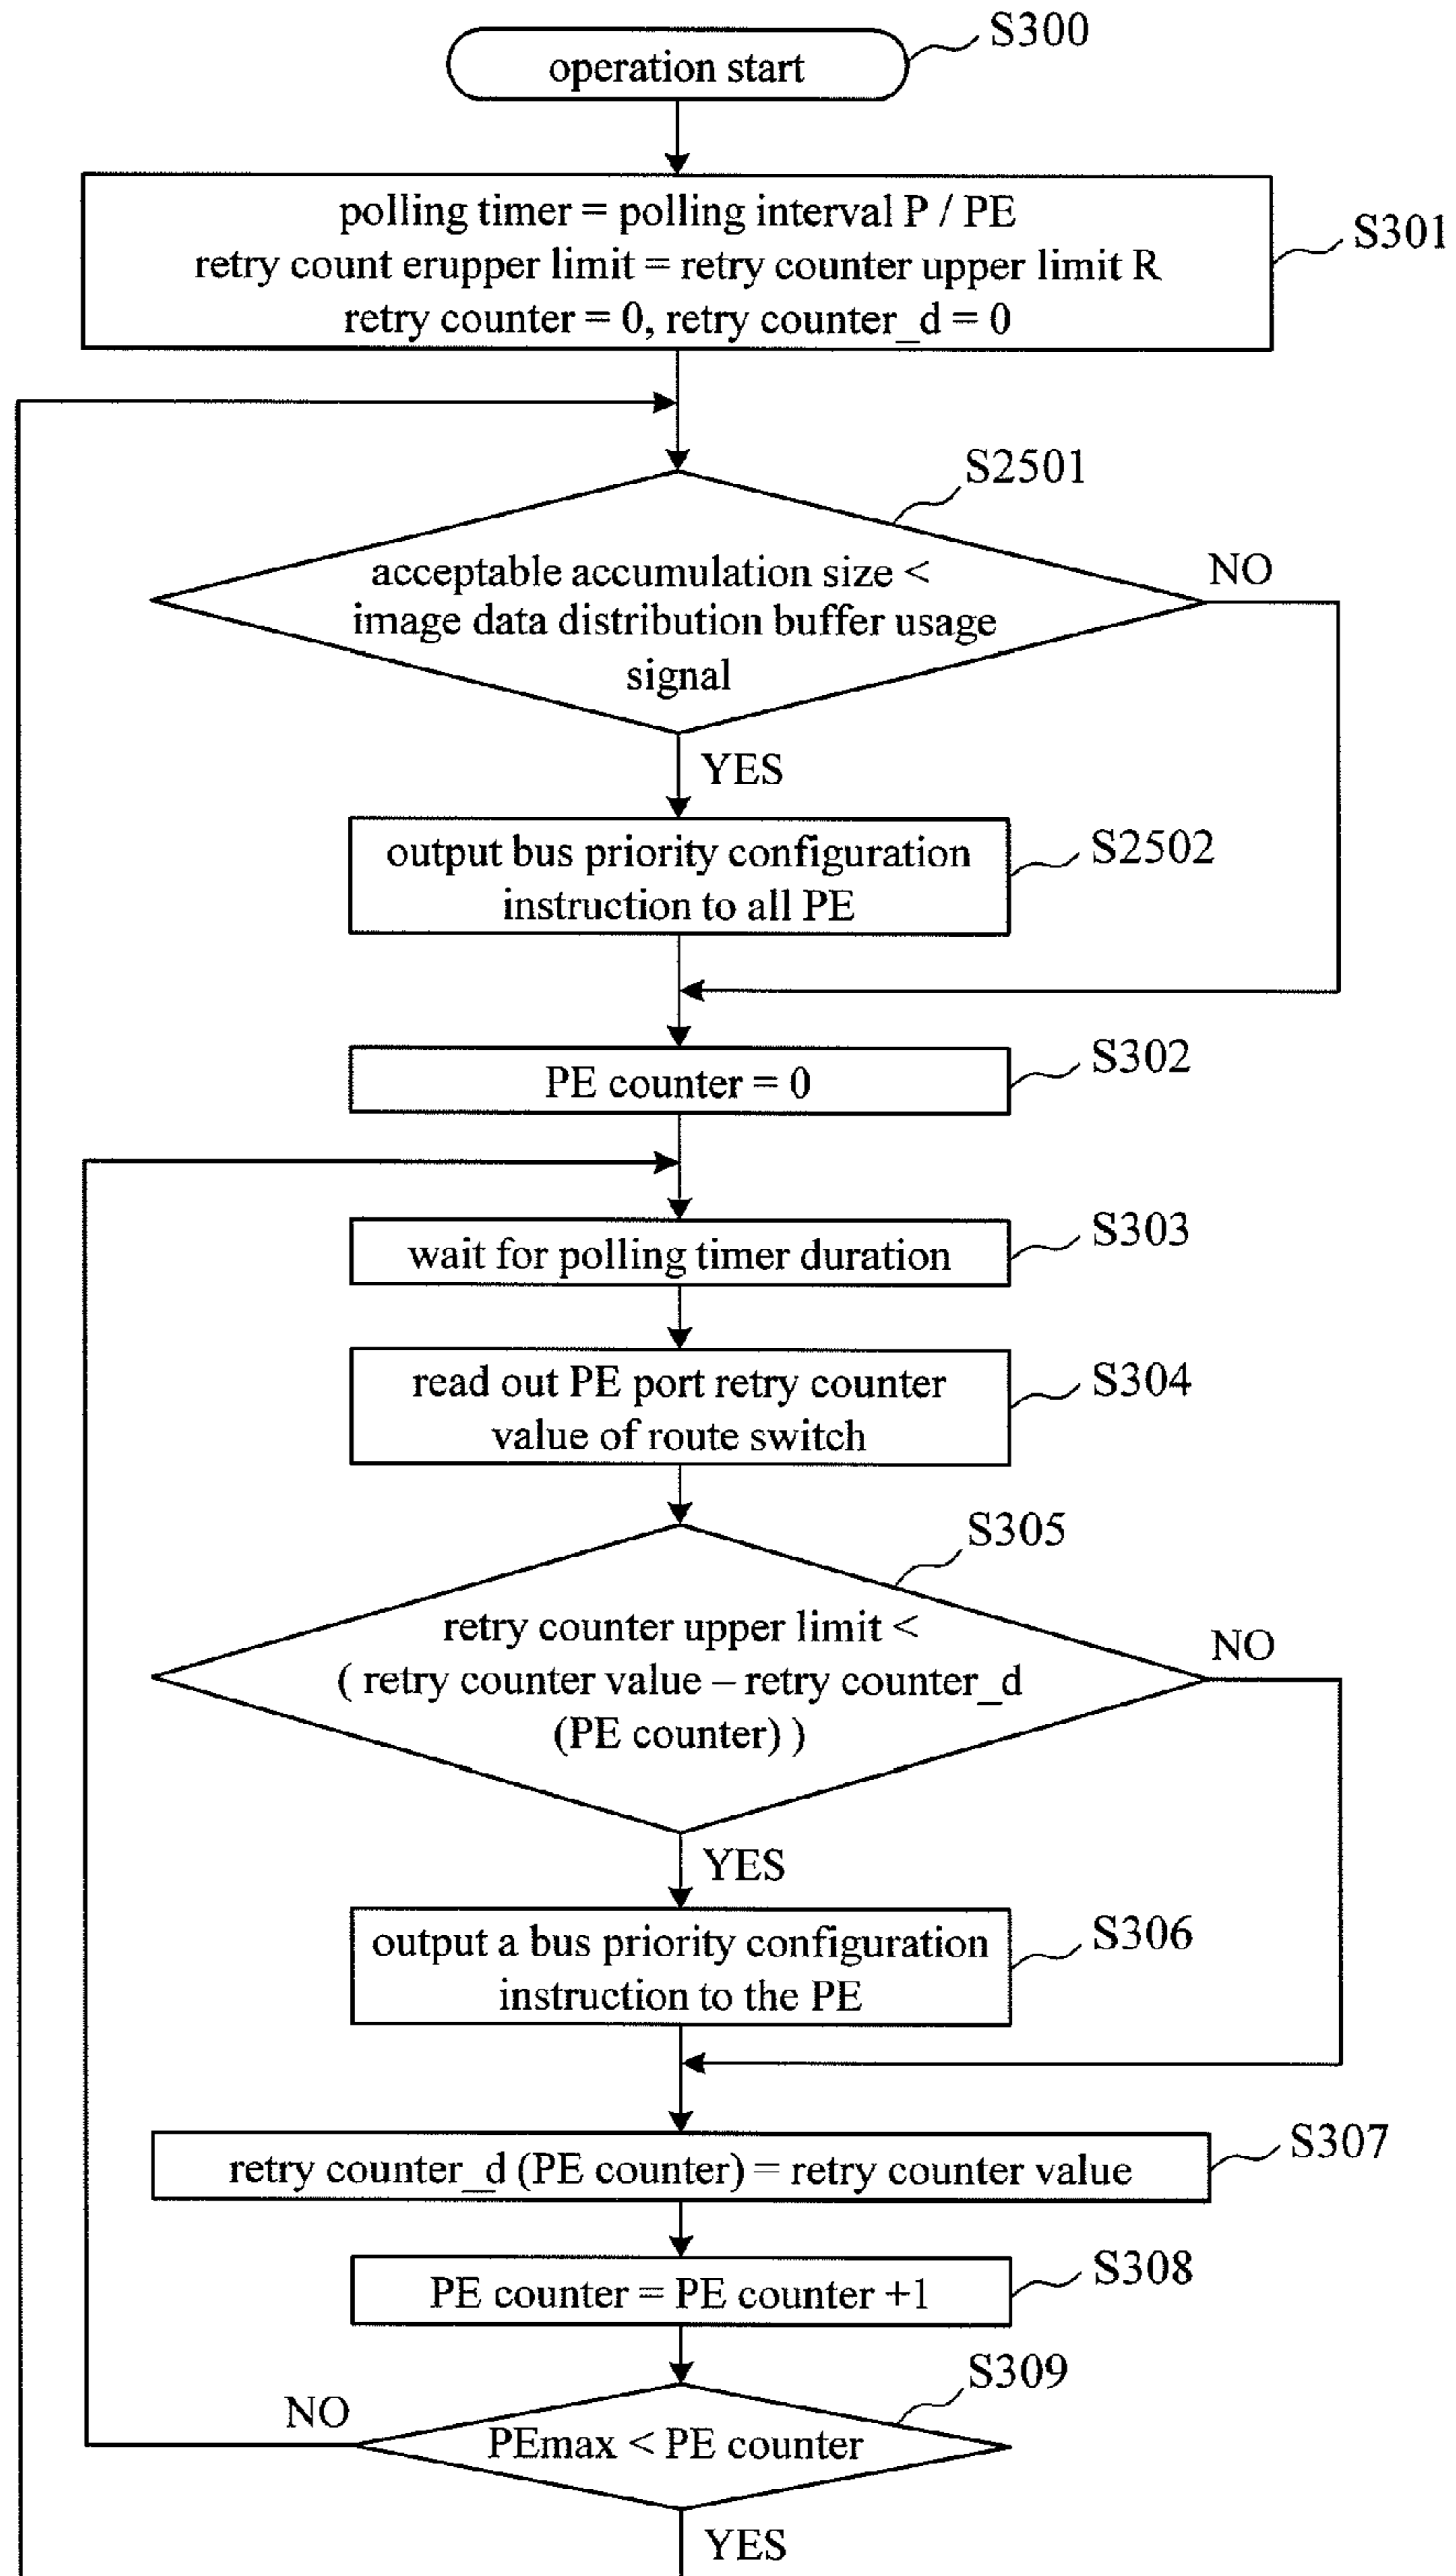 S300
operation start
polling timer = polling interval P / PE
retry count erupper limit = retry counter upper limit R
retry counter = 0, retry counter_d = 0
S301
S2501
acceptable accumulation size <
image data distribution buffer usage
signal
NO
YES
output bus priority configuration
instruction to all PE
S2502
PE counter = 0
S302
wait for polling timer duration
S303
read out PE port retry counter
value of route switch
S304
S305
retry counter upper limit <
( retry counter value – retry counter_d
(PE counter) )
NO
YES
output a bus priority configuration
instruction to the PE
S306
retry counter_d (PE counter) = retry counter value
S307
PE counter = PE counter +1
S308
S309
NO
PEmax < PE counter
YES